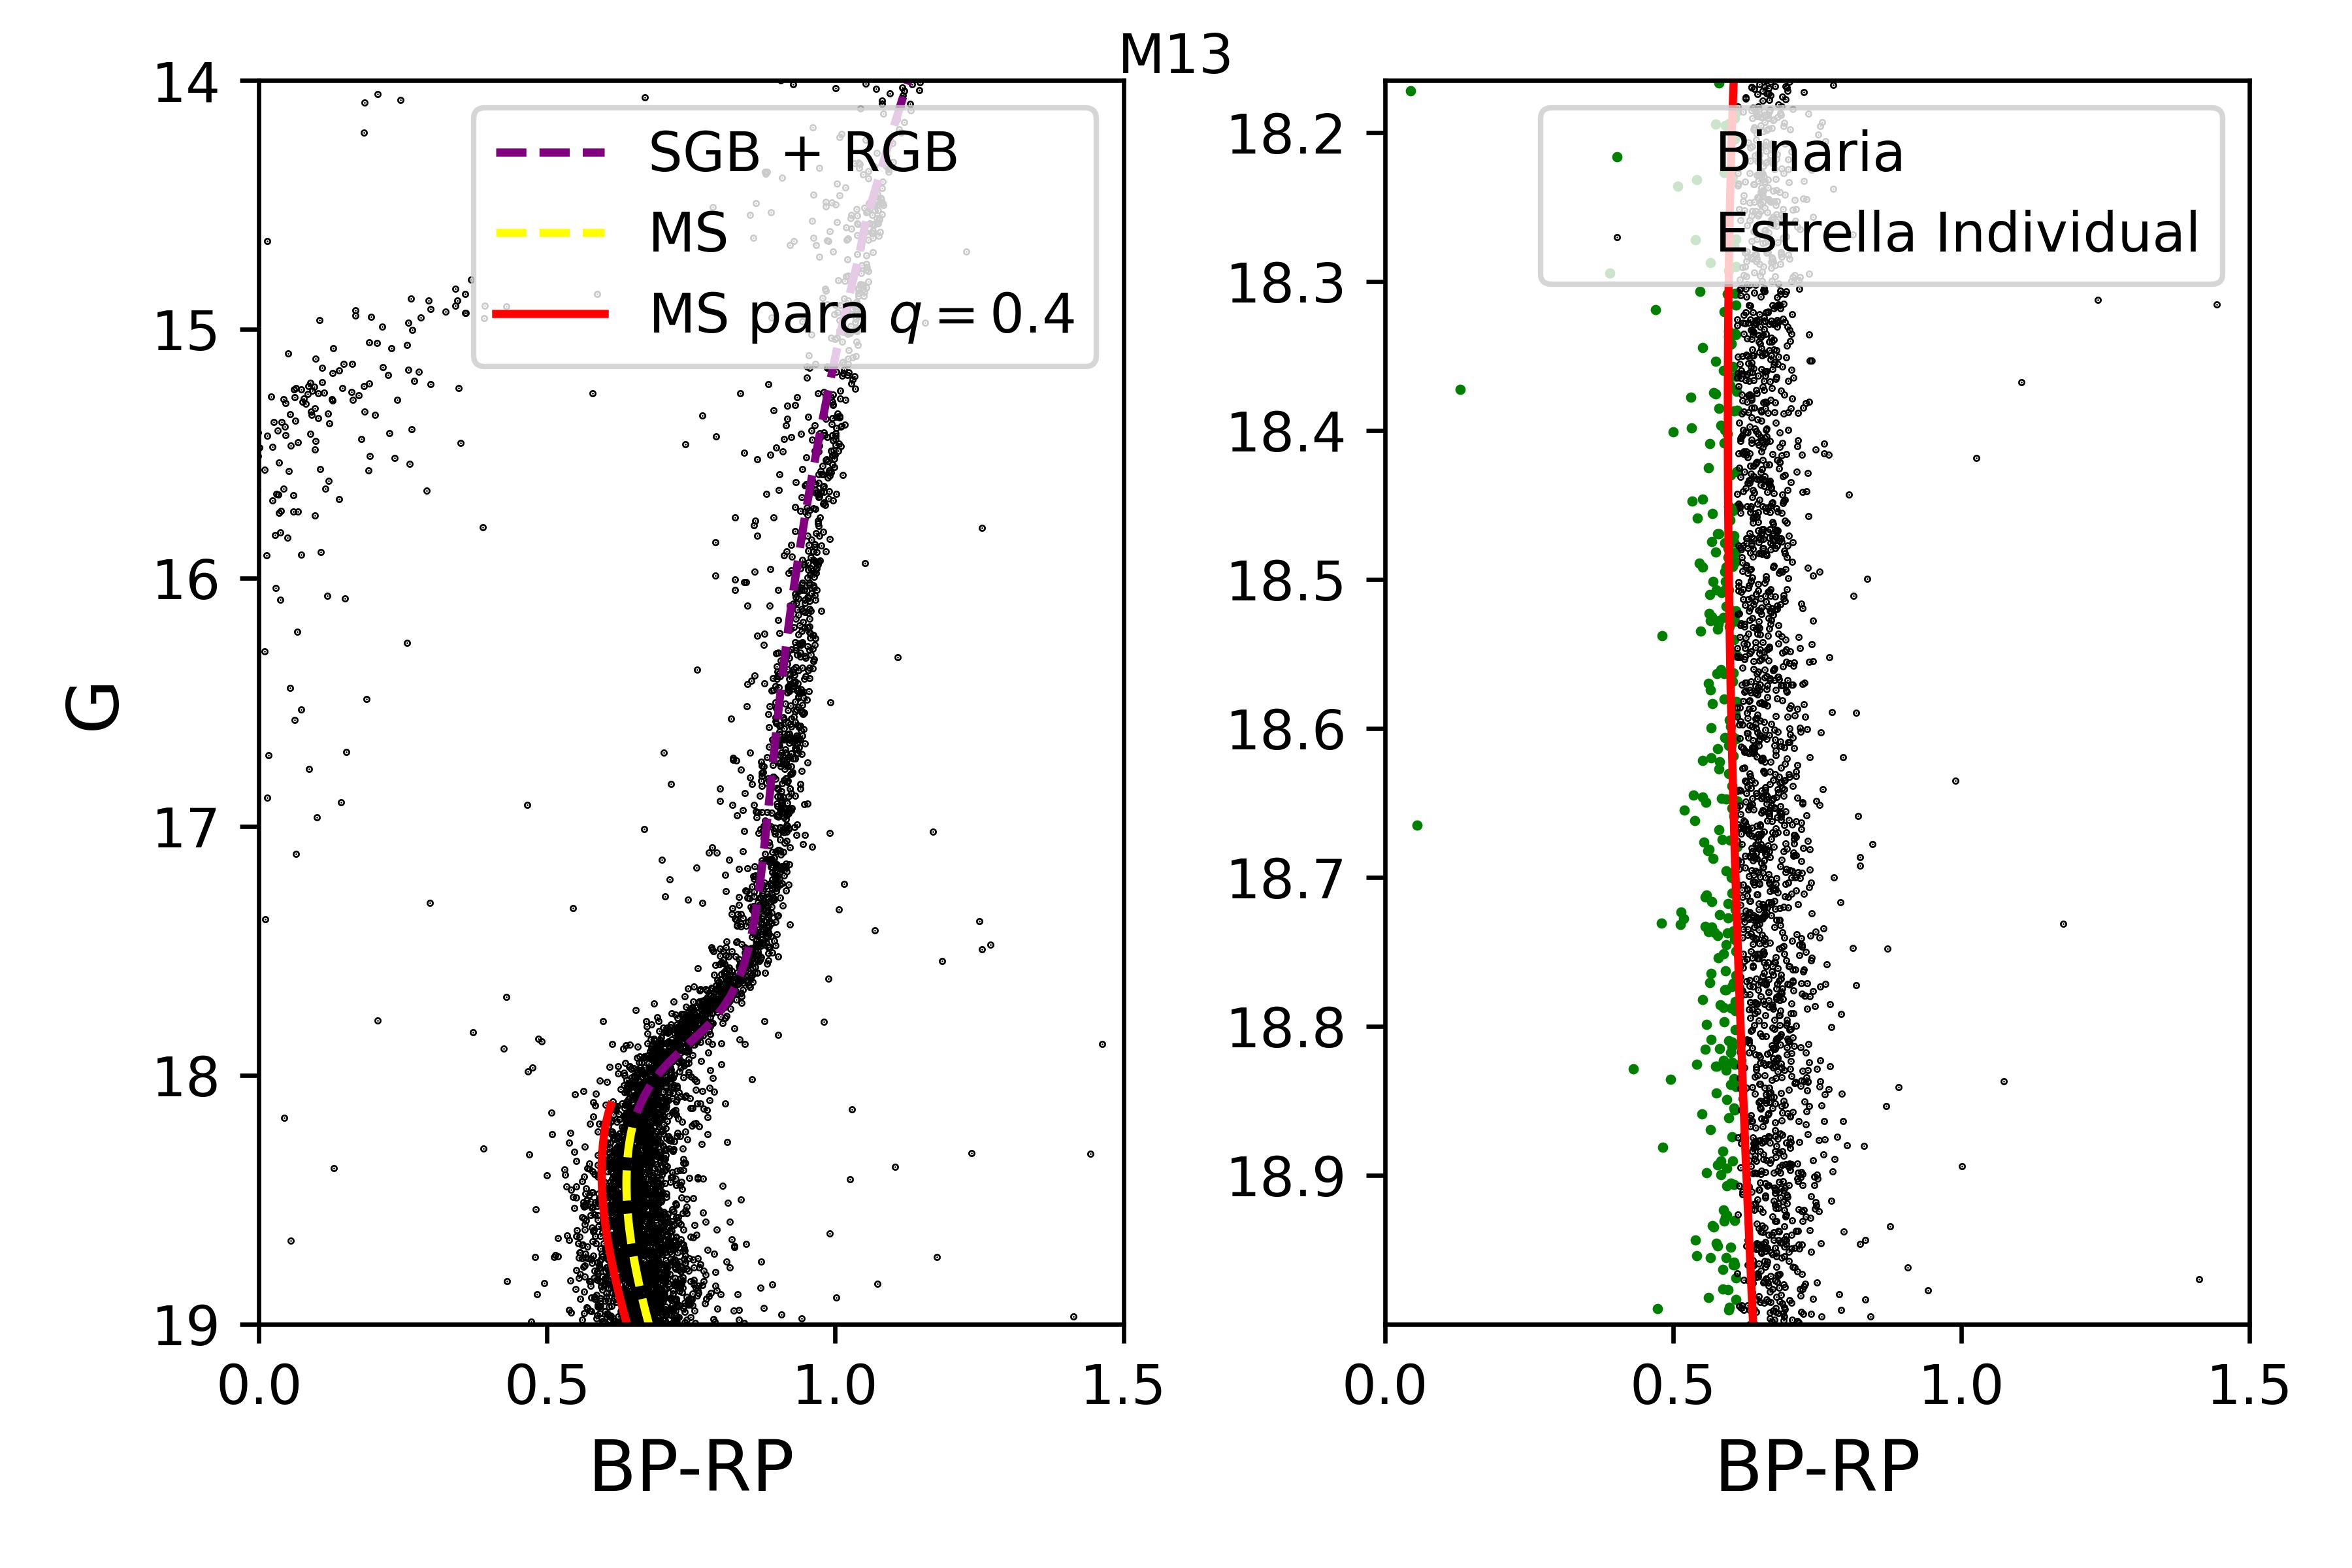 M13
14
15
16
17
18
19
G
0.0 0.5 1.0 1.5
BP-RP
SGB + RGB
MS
MS para q = 0.4
18.2
18.3
18.4
18.5
18.6
18.7
18.8
18.9
0.0 0.5 1.0 1.5
BP-RP
Binaria
Estrella Individual